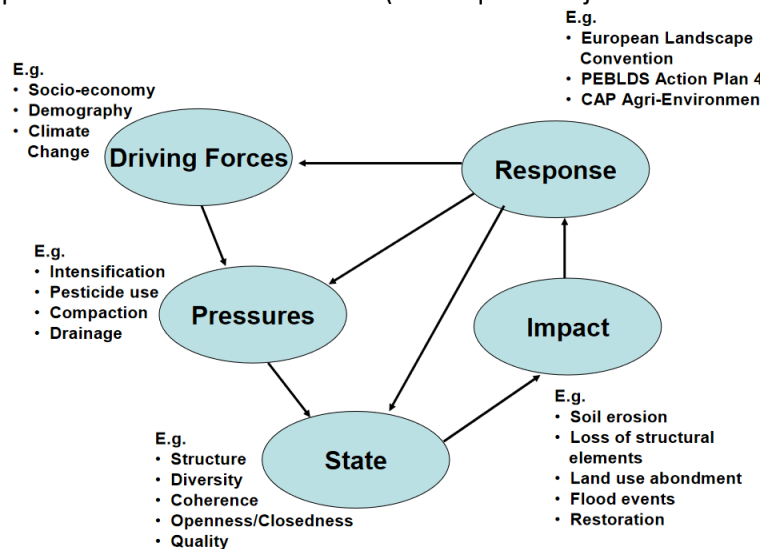 E.g.
• European Landscape
Convention
• PEBLDS Action Plan 4
• CAP Agri-Environmen
E.g.
• Socio-economy
• Demography
• Climate
Change
Driving Forces
Response
E.g.
• Intensification
• Pesticide use
• Compaction
• Drainage
Pressures
Impact
E.g.
• Soil erosion
• Loss of structural
elements
• Land use abondment
• Flood events
• Restoration
E.g.
• Structure
• Diversity
• Coherence
• Openness/Closedness
• Quality
State